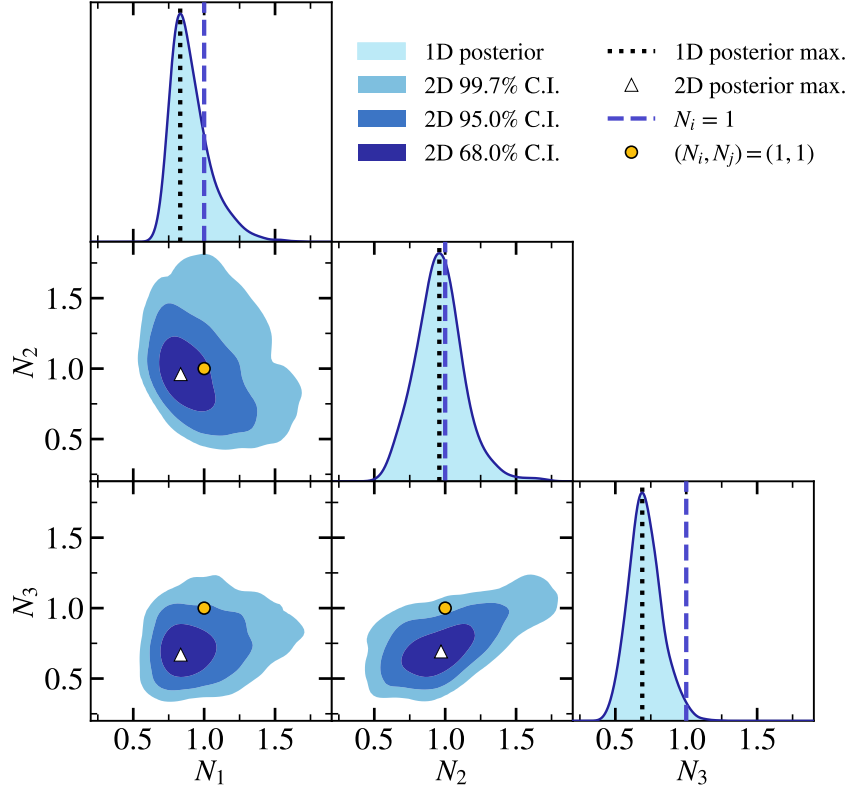 1D posterior
2D 99.7% C.I.
2D 95.0% C.I.
2D 68.0% C.I.
1D posterior max.
2D posterior max.
N_i = 1
(N_i, N_j) = (1, 1)
1.5
1.0
0.5
N_2
1.5
1.0
0.5
N_3
0.5 1.0 1.5
N_1
0.5 1.0 1.5
N_2
0.5 1.0 1.5
N_3